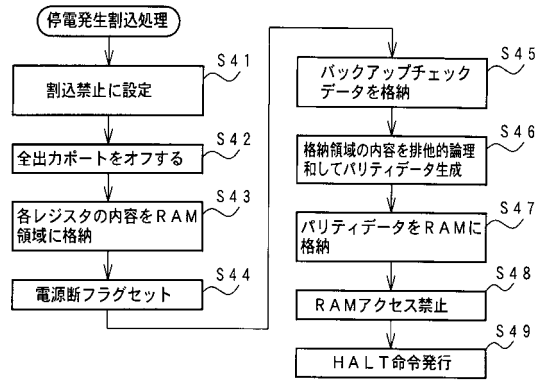 停電発生割込処理
S41
割込禁止に設定
S42
全出力ポートをオフする
S43
各レジスタの内容をRAM
領域に格納
S44
電源断フラグセット
S45
バックアップチェック
データを格納
S46
格納領域の内容を排他的論理
和してパリティデータ生成
S47
パリティデータをRAMに
格納
S48
RAMアクセス禁止
S49
HALT命令発行